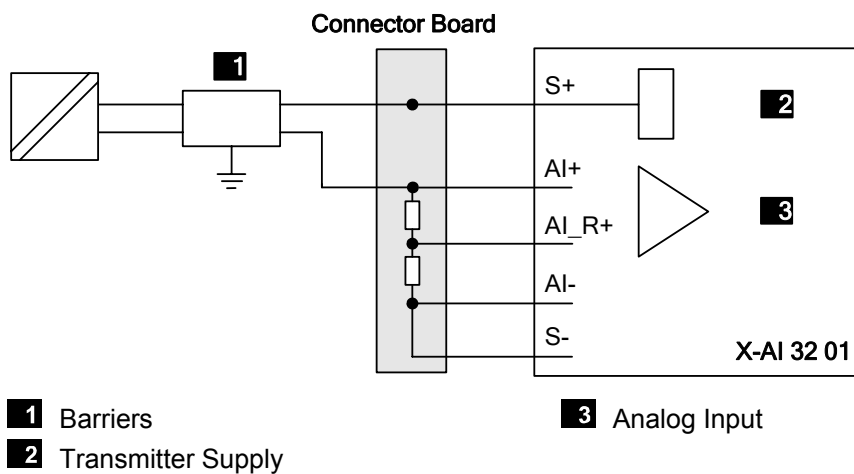 Connector Board
1
S+
2
AI+
3
AI_R+
AI-
S-
X-AI 32 01
1 Barriers
3 Analog Input
2 Transmitter Supply